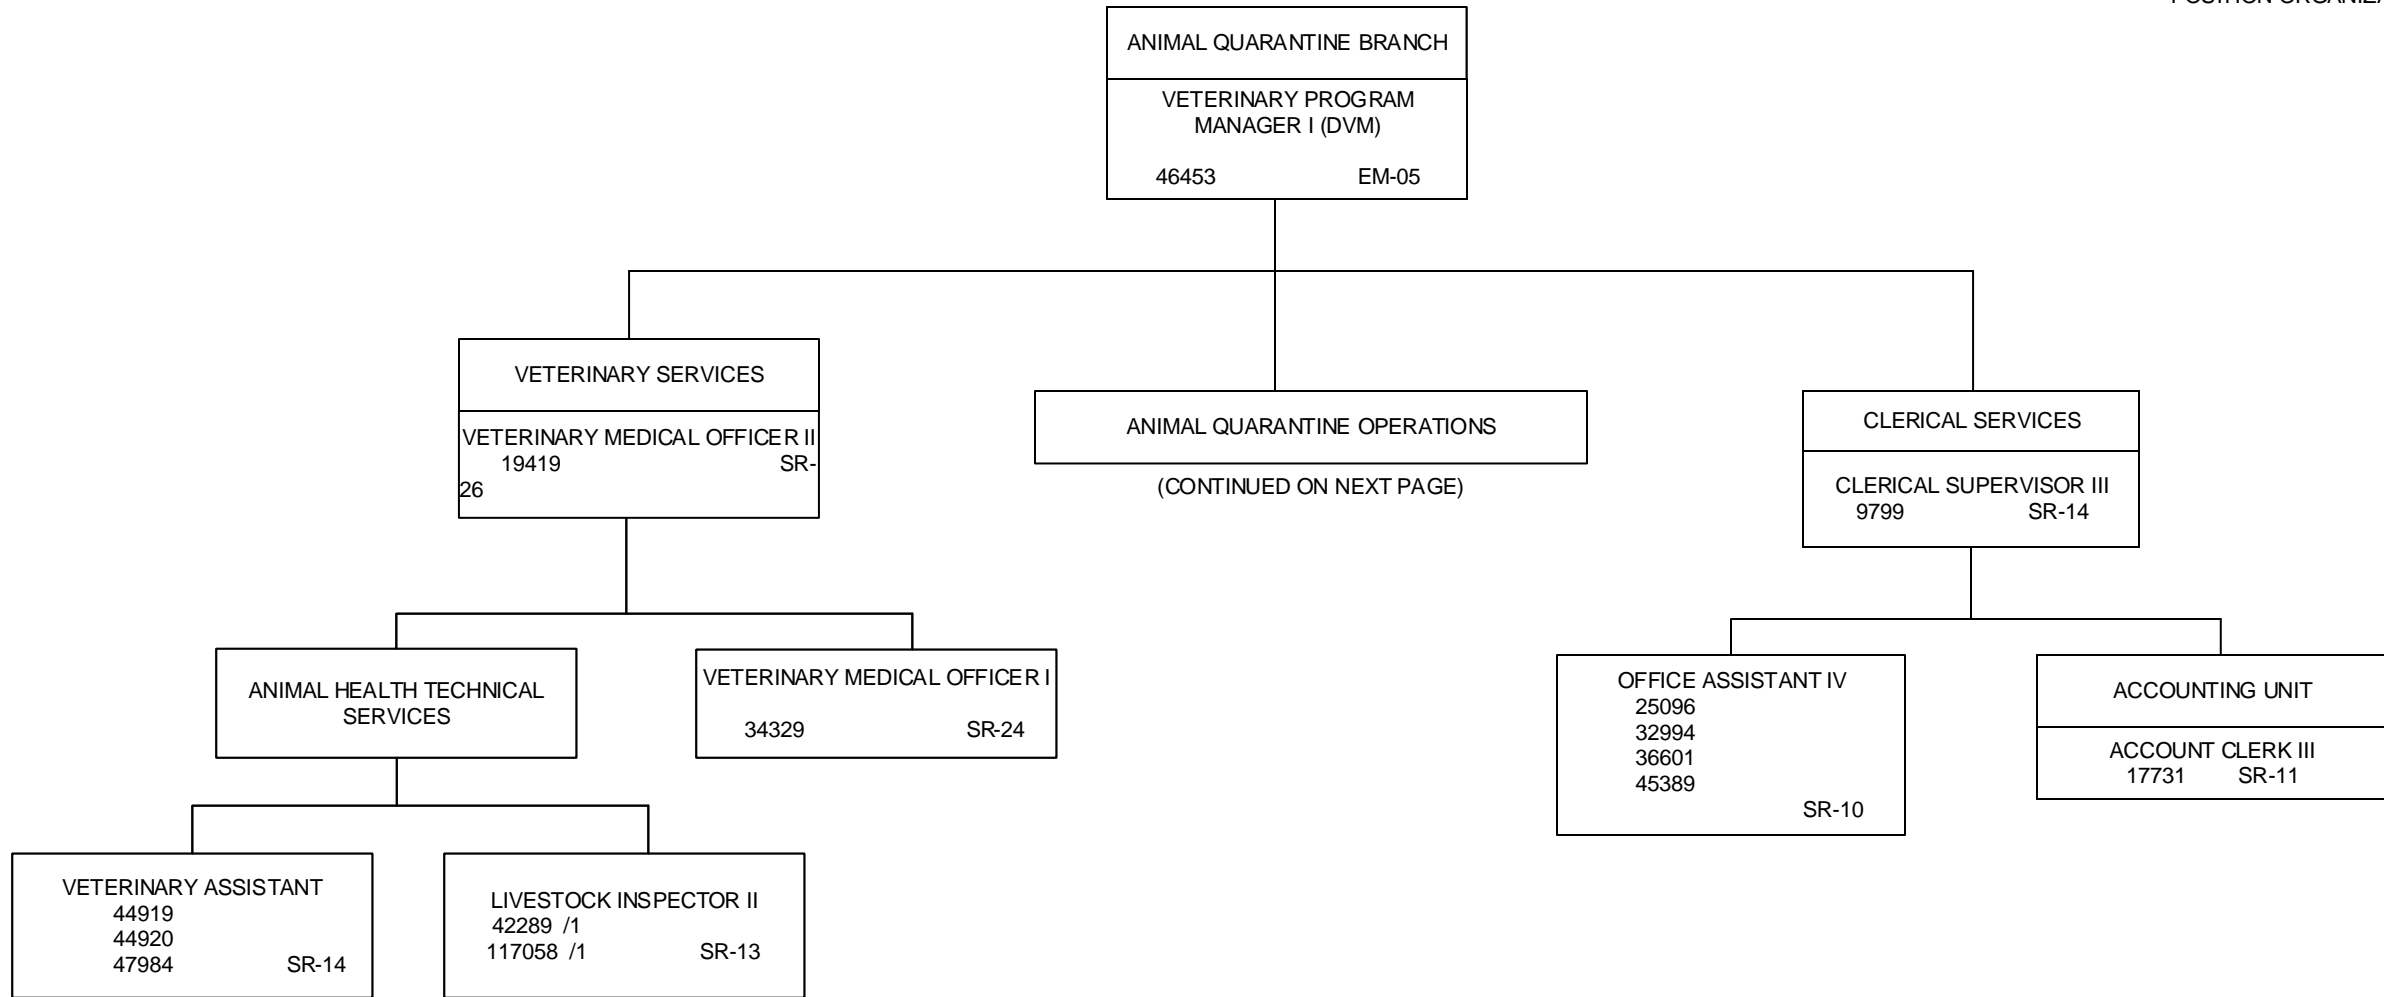 ANIMAL QUARANTINE BRANCH
VETERINARY PROGRAM
MANAGER I (DVM)
46453 EM-05
VETERINARY SERVICES
VETERINARY MEDICAL OFFICER II
19419 SR-
26
ANIMAL QUARANTINE OPERATIONS
(CONTINUED ON NEXT PAGE)
CLERICAL SERVICES
CLERICAL SUPERVISOR III
9799 SR-14
ANIMAL HEALTH TECHNICAL
SERVICES
VETERINARY MEDICAL OFFICER I
34329 SR-24
OFFICE ASSISTANT IV
25096
32994
36601
45389
SR-10
ACCOUNTING UNIT
ACCOUNT CLERK III
17731 SR-11
VETERINARY ASSISTANT
44919
44920
47984 SR-14
LIVESTOCK INSPECTOR II
42289 /1
117058 /1 SR-13